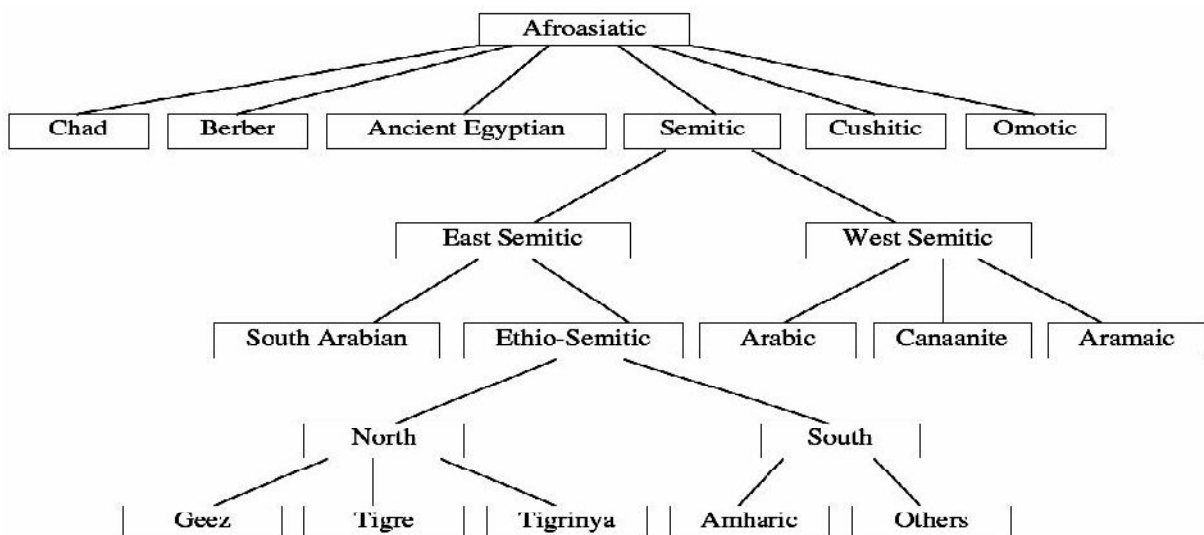 Afroasiatic
Chad Berber Ancient Egyptian Semitic Cushitic Omotic
East Semitic West Semitic
South Arabian Ethio-Semitic Arabic Canaanite Aramaic
North South
Geez Tigre Tigrinya Amharic Others